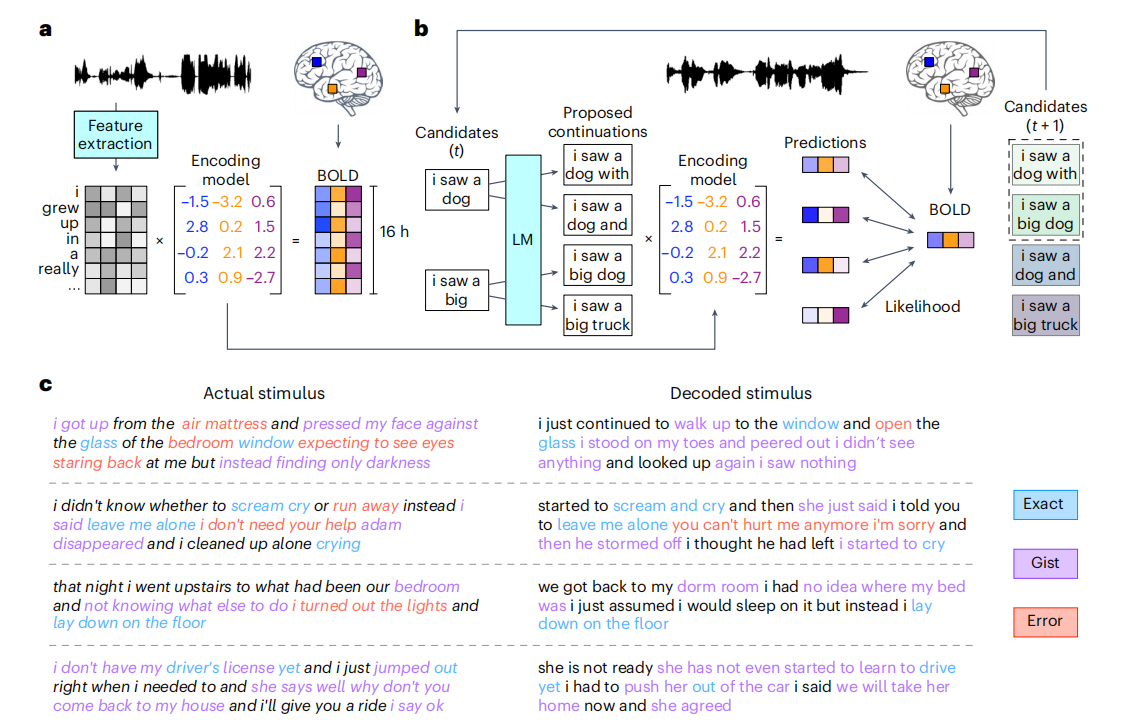 a
b
Feature
extraction
Encoding
model
BOLD
i
grew
up
in
a
really
...
×
–1.5 –3.2 0.6
2.8 0.2 1.5
–0.2 2.1 2.2
0.3 0.9 –2.7
=
16 h
Candidates
(t)
i saw a
dog
i saw a
big
LM
Proposed
continuations
i saw a
dog with
i saw a
dog and
i saw a
big dog
i saw a
big truck
×
Encoding
model
–1.5 –3.2 0.6
2.8 0.2 1.5
–0.2 2.1 2.2
0.3 0.9 –2.7
=
Predictions
BOLD
Likelihood
Candidates
(t + 1)
i saw a
dog with
i saw a
big dog
i saw a
dog and
i saw a
big truck
c
Actual stimulus
i got up from the air mattress and pressed my face against
the glass of the bedroom window expecting to see eyes
staring back at me but instead finding only darkness
i didn't know whether to scream cry or run away instead i
said leave me alone i don't need your help adam
disappeared and i cleaned up alone crying
that night i went upstairs to what had been our bedroom
and not knowing what else to do i turned out the lights and
lay down on the floor
i don't have my driver's license yet and i just jumped out
right when i needed to and she says well why don't you
come back to my house and i'll give you a ride i say ok
Decoded stimulus
i just continued to walk up to the window and open the
glass i stood on my toes and peered out i didn't see
anything and looked up again i saw nothing
started to scream and cry and then she just said i told you
to leave me alone you can't hurt me anymore i'm sorry and
then he stormed off i thought he had left i started to cry
we got back to my dorm room i had no idea where my bed
was i just assumed i would sleep on it but instead i lay
down on the floor
she is not ready she has not even started to learn to drive
yet i had to push her out of the car i said we will take her
home now and she agreed
Exact
Gist
Error